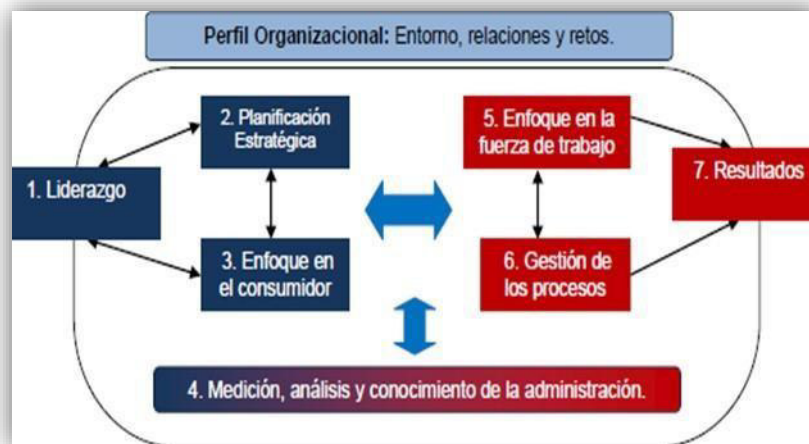 Perfil Organizacional: Entorno, relaciones y retos.
2. Planificación
Estratégica
5. Enfoque en la
fuerza de trabajo
1. Liderazgo
7. Resultados
3. Enfoque en
el consumidor
6. Gestión de
los procesos
4. Medición, análisis y conocimiento de la administración.